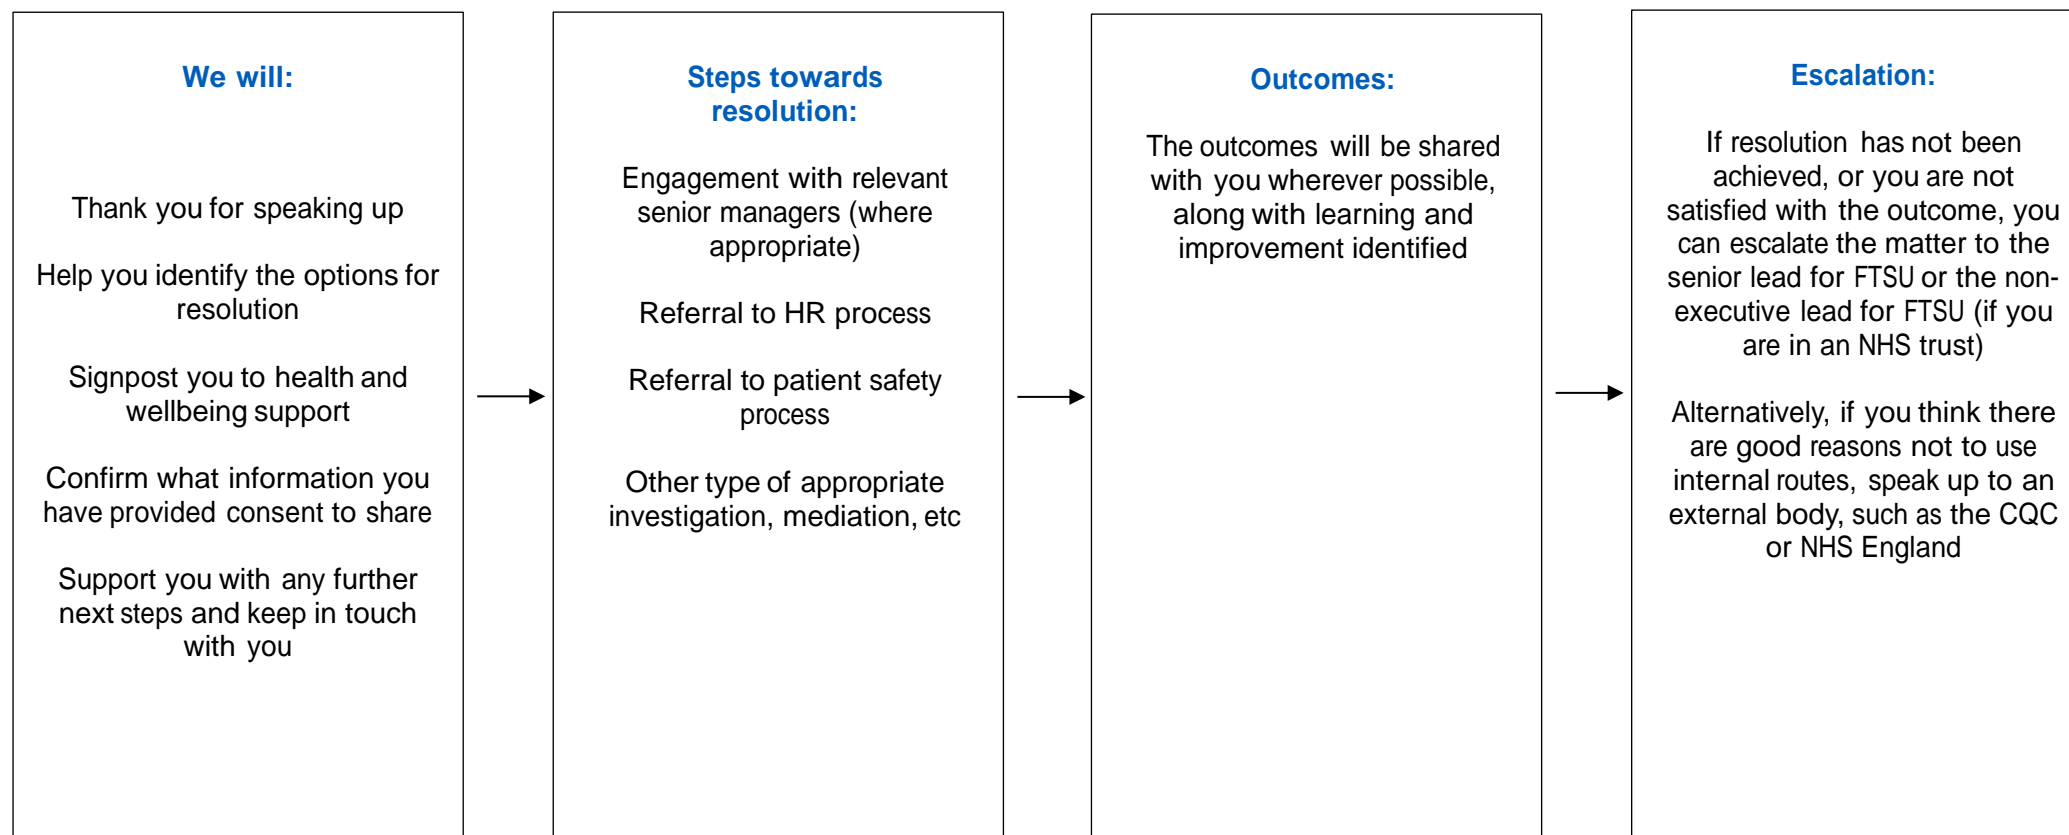 We will:
Thank you for speaking up
Help you identify the options for
resolution
Signpost you to health and
wellbeing support
Confirm what information you
have provided consent to share
Support you with any further
next steps and keep in touch
with you
Steps towards
resolution:
Engagement with relevant
senior managers (where
appropriate)
Referral to HR process
Referral to patient safety
process
Other type of appropriate
investigation, mediation, etc
Outcomes:
The outcomes will be shared
with you wherever possible,
along with learning and
improvement identified
Escalation:
If resolution has not been
achieved, or you are not
satisfied with the outcome, you
can escalate the matter to the
senior lead for FTSU or the non-
executive lead for FTSU (if you
are in an NHS trust)
Alternatively, if you think there
are good reasons not to use
internal routes, speak up to an
external body, such as the CQC
or NHS England